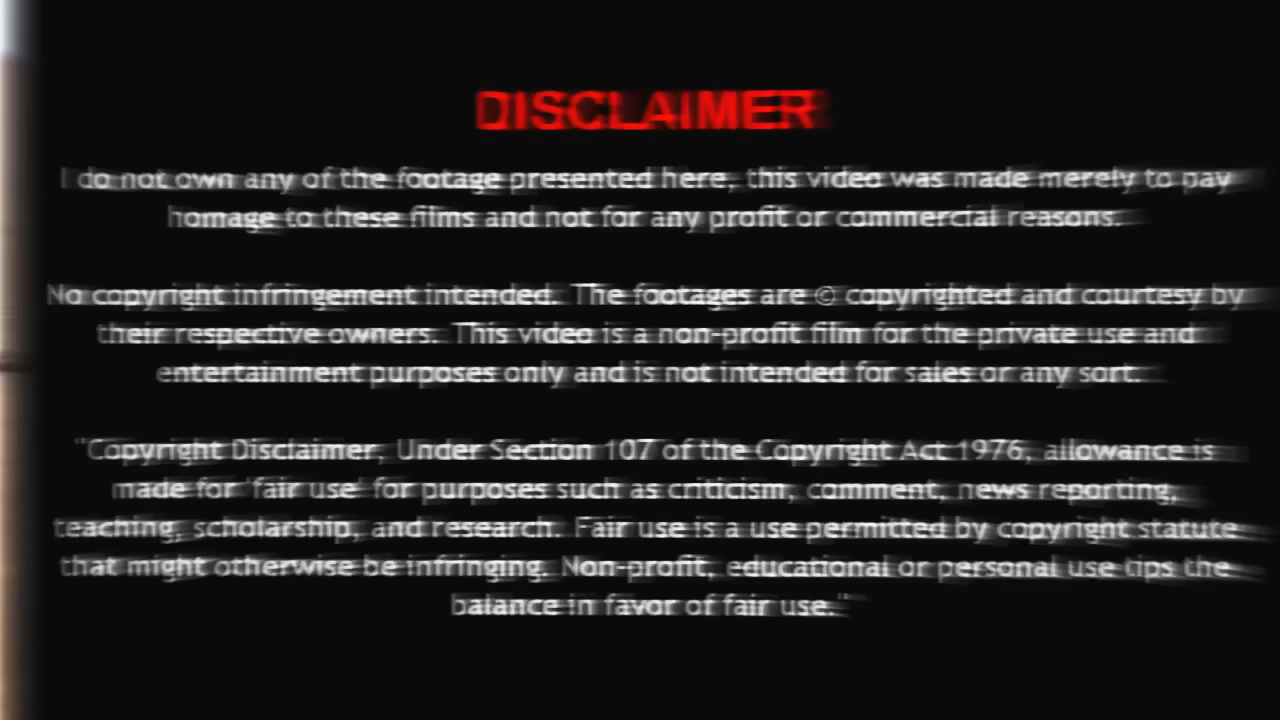 DISCLAIMER
I do not own any of the footage presented here, this video was made merely to pay
homage to these films and not for any profit or commercial reasons.
No copyright infringement intended. The footages are © copyrighted and courtesy by
their respective owners. This video is a non-profit film for the private use and
entertainment purposes only and is not intended for sales or any sort.
"Copyright Disclaimer, Under Section 107 of the Copyright Act 1976, allowance is
made for 'fair use' for purposes such as criticism, comment, news reporting,
teaching, scholarship, and research. Fair use is a use permitted by copyright statute
that might otherwise be infringing. Non-profit, educational or personal use tips the
balance in favor of fair use."